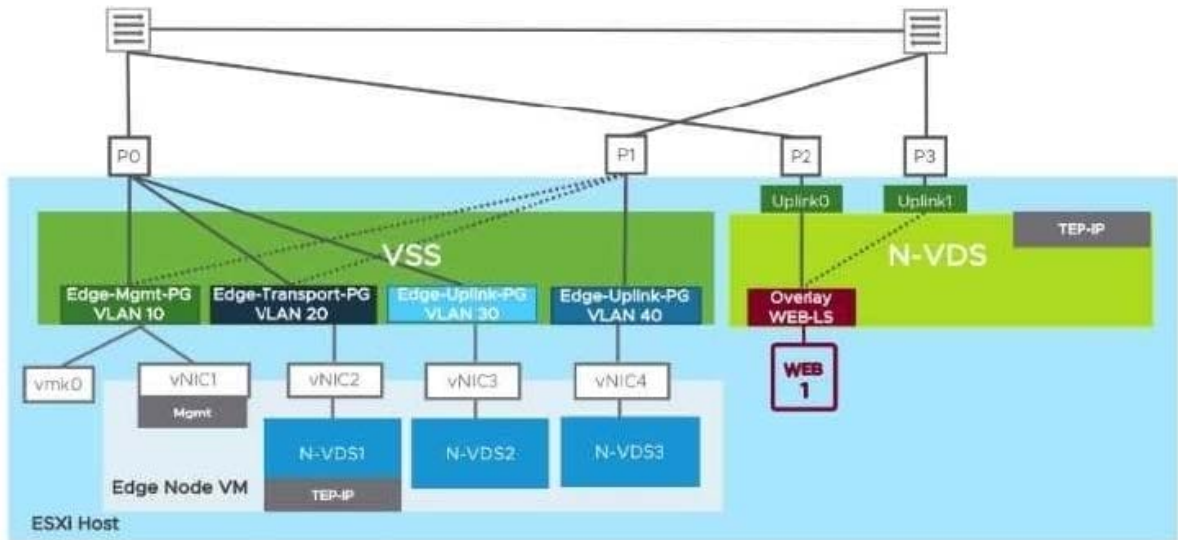 P0
P1
P2
P3
Uplink0
Uplink1
TEP-IP
VSS
N-VDS
Edge-Mgmt-PG
VLAN 10
Edge-Transport-PG
VLAN 20
Edge-Uplink-PG
VLAN 30
Edge-Uplink-PG
VLAN 40
Overlay
WEB-LS
vmk0
vNIC1
Mgmt
vNIC2
vNIC3
vNIC4
WEB
1
N-VDS1
TEP-IP
N-VDS2
N-VDS3
Edge Node VM
ESXi Host